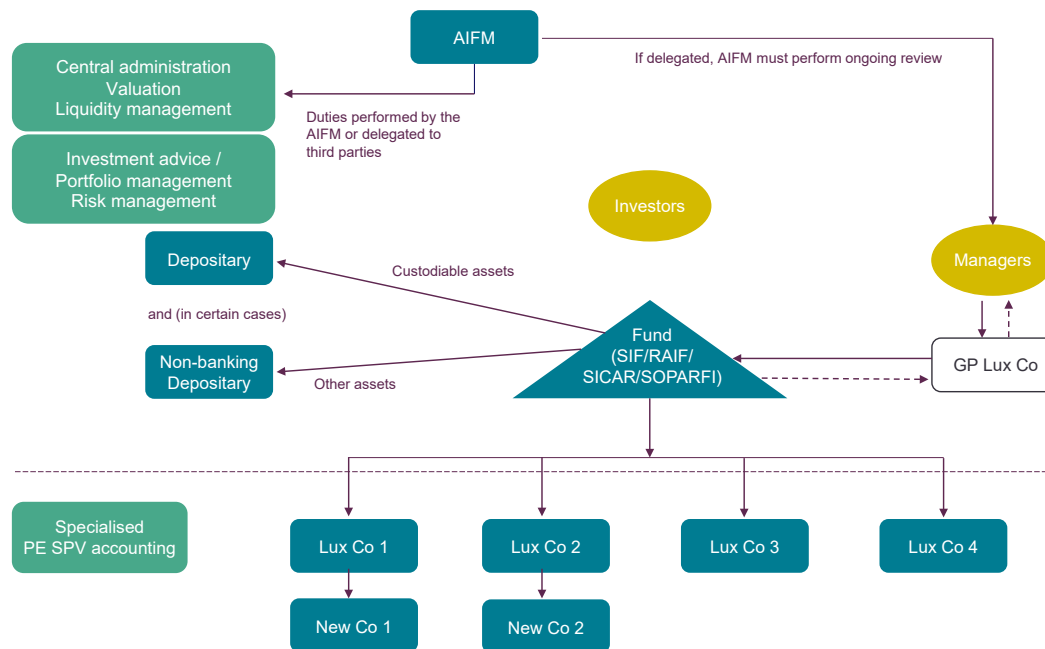 AIFM
If delegated, AIFM must perform ongoing review
Central administration
Valuation
Liquidity management
Duties performed by the
AIFM or delegated to
third parties
Investment advice /
Portfolio management
Risk management
Investors
Managers
Depositary
Custodiable assets
and (in certain cases)
Fund
(SIF/RAIF/
SICAR/SOPARFI)
Non-banking
Depositary
Other assets
GP Lux Co
Specialised
PE SPV accounting
Lux Co 1
Lux Co 2
Lux Co 3
Lux Co 4
New Co 1
New Co 2